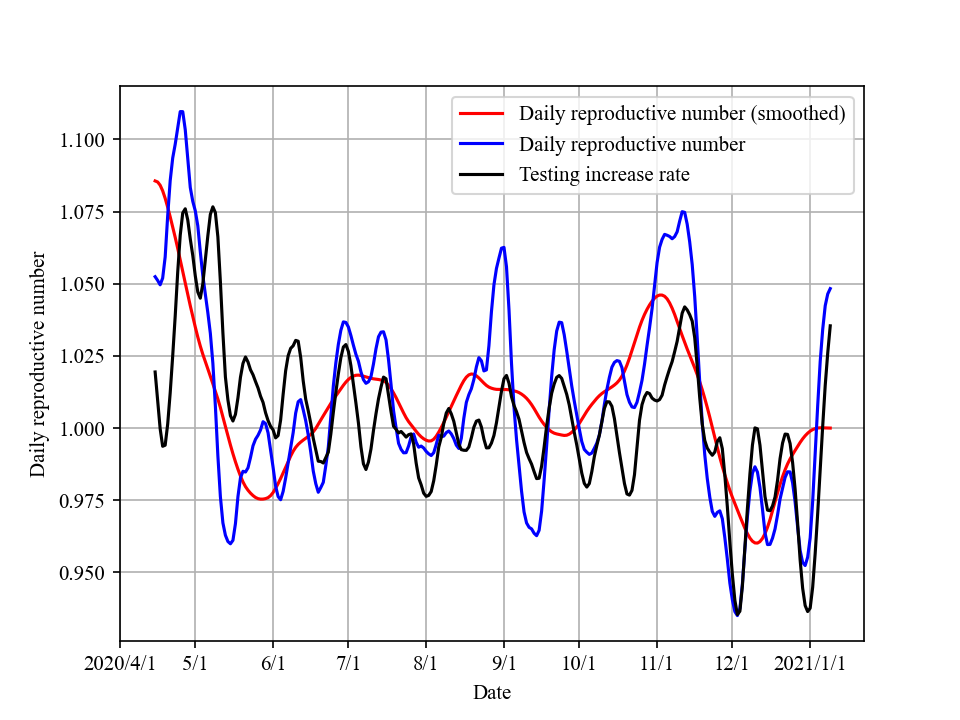 Daily reproductive number (smoothed)
Daily reproductive number
Testing increase rate
1.100
1.075
1.050
1.025
1.000
0.975
0.950
Daily reproductive number
2020/4/1 5/1 6/1 7/1 8/1 9/1 10/1 11/1 12/1 2021/1/1
Date